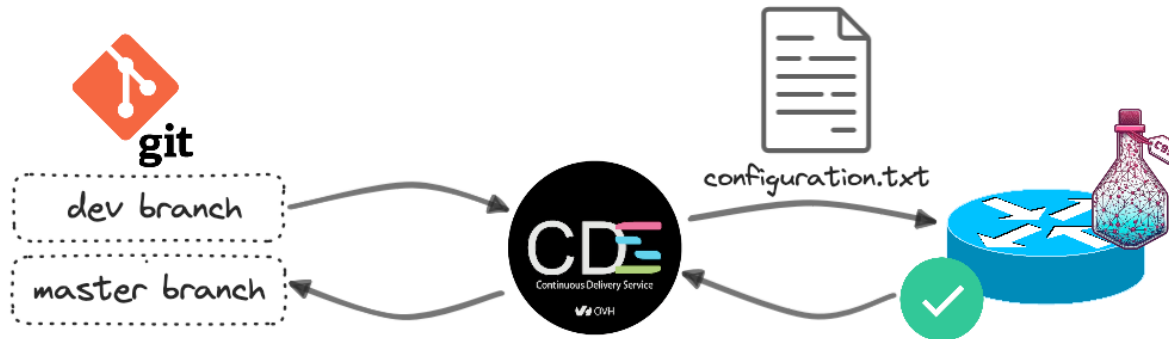 git
dev branch
master branch
CDE
Continuous Delivery Service
OVH
configuration.txt